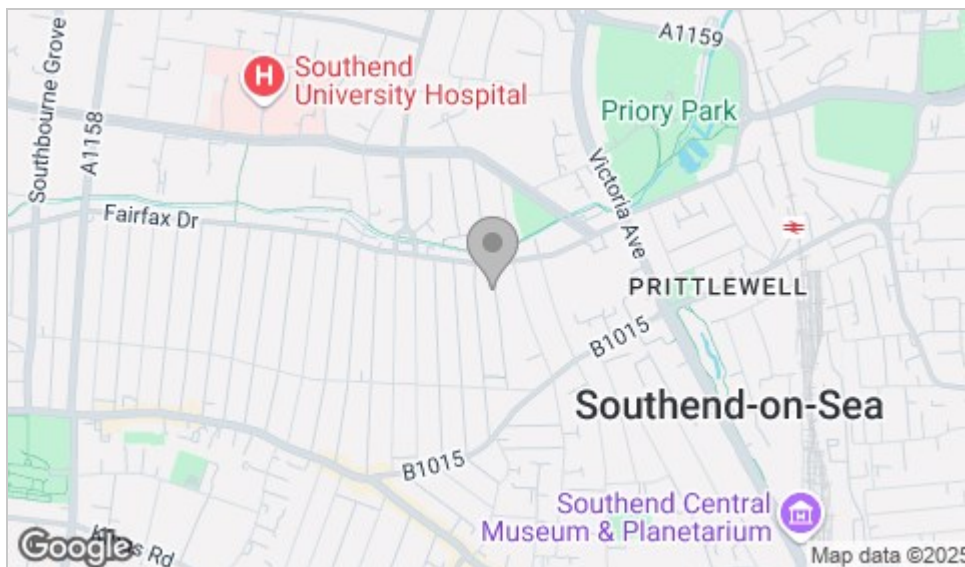 A1159
Southend
University Hospital
Priory Park
Southbourne Grove
A1158
Victoria Ave
Fairfax Dr
PRITTLEWELL
B1015
Southend-on-Sea
B1015
Southend Central
Museum & Planetarium
Google
Rd
Map data ©2025